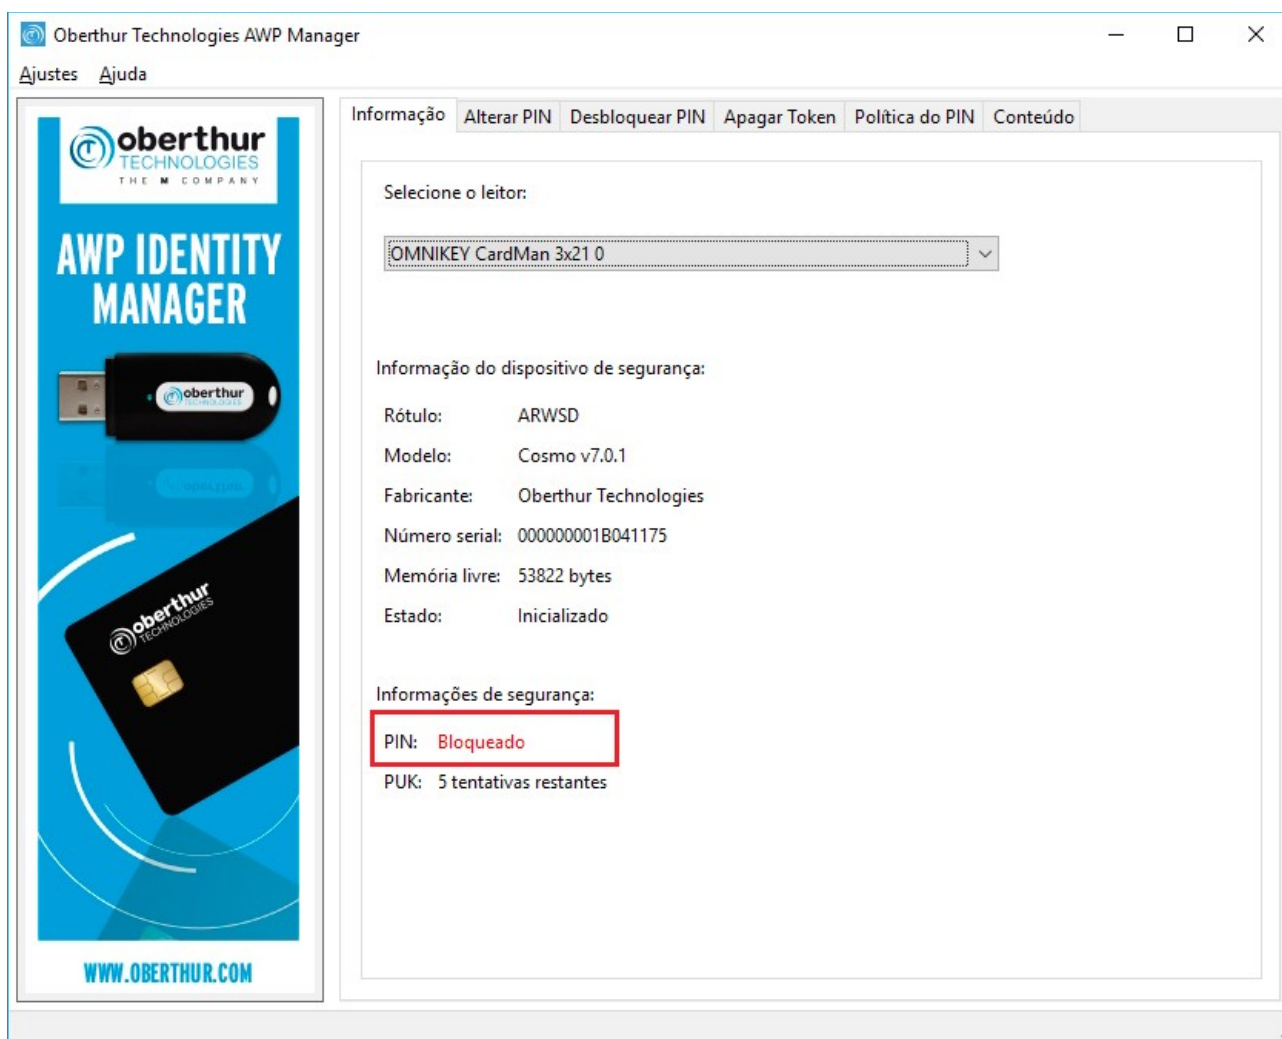 Oberthur Technologies AWP Manager
Ajustes Ajuda
oberthur
TECHNOLOGIES
THE M COMPANY
AWP IDENTITY
MANAGER
oberthur
TECHNOLOGIES
oberthur
TECHNOLOGIES
WWW.OBERTHUR.COM
Informação Alterar PIN Desbloquear PIN Apagar Token Política do PIN Conteúdo
Selecione o leitor:
OMNIKEY CardMan 3x21 0
Informação do dispositivo de segurança:
Rótulo: ARWSD
Modelo: Cosmo v7.0.1
Fabricante: Oberthur Technologies
Número serial: 000000001B041175
Memória livre: 53822 bytes
Estado: Inicializado
Informações de segurança:
PIN: Bloqueado
PUK: 5 tentativas restantes